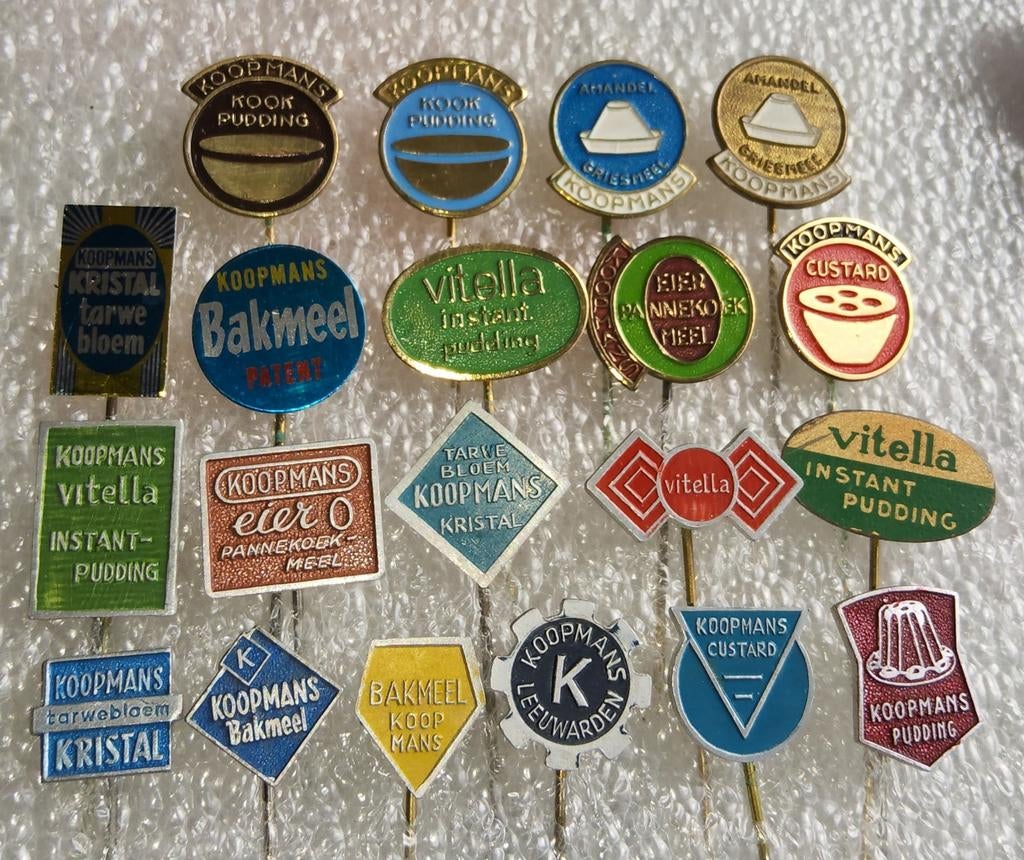 KOOPMANS
KOOK
PUDDING
KOOPMANS
KOOK
PUDDING
AMANDEL
GRIESMEEL
KOOPMANS
AMANDEL
GRIESMEEL
KOOPMANS
KOOPMANS
KRISTAL
tarwe
bloem
KOOPMANS
Bakmeel
PATENT
vitella
instant
pudding
KOOPMANS
EIER
PANNEKOEK
MEEL
KOOPMANS
CUSTARD
KOOPMANS
vitella
INSTANT-
PUDDING
KOOPMANS
eier O
PANNEKOEK-
MEEL
TARWE
BLOEM
KOOPMANS
KRISTAL
vitella
vitella
INSTANT
PUDDING
KOOPMANS
tarwebloem
KRISTAL
K
KOOPMANS
Bakmeel
BAKMEEL
KOOP
MANS
KOOPMANS
K
LEEUWARDEN
KOOPMANS
CUSTARD
KOOPMANS
PUDDING